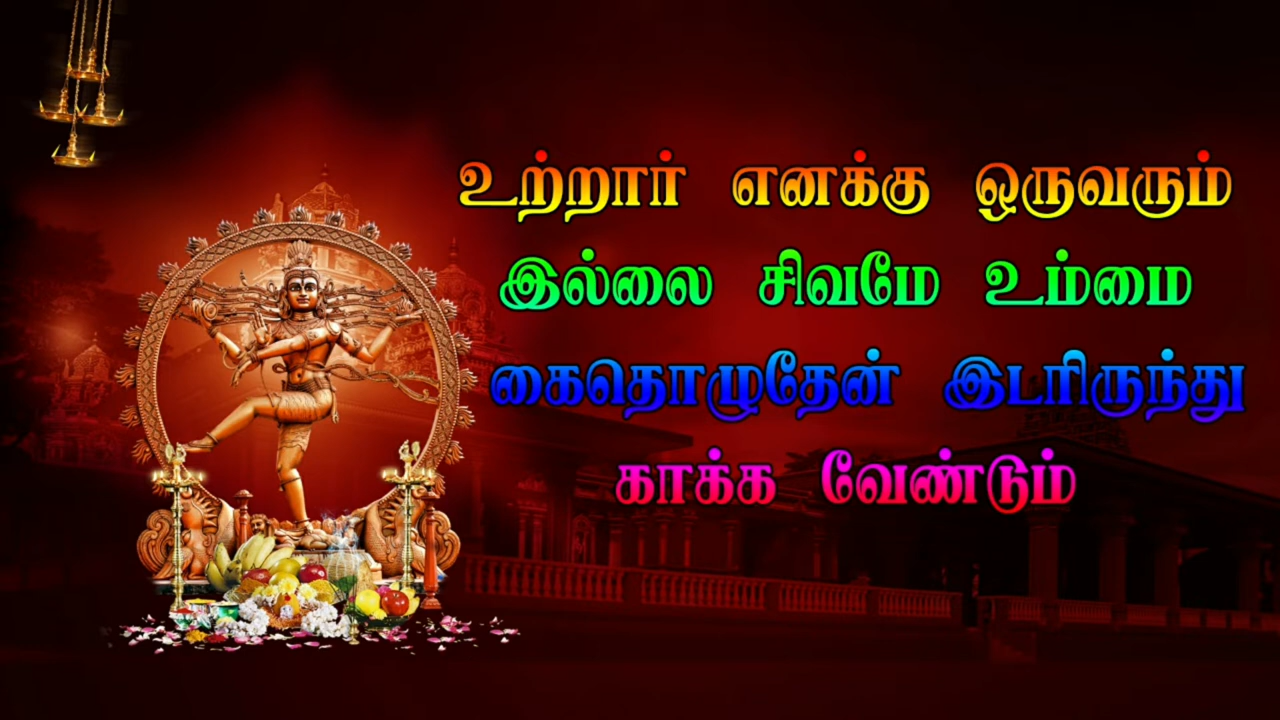 உற்றார் எனக்கு ஒருவரும்
இல்லை சிவமே உம்மை
கைதொழுதேன் இடரிருந்து
காக்க வேண்டும்